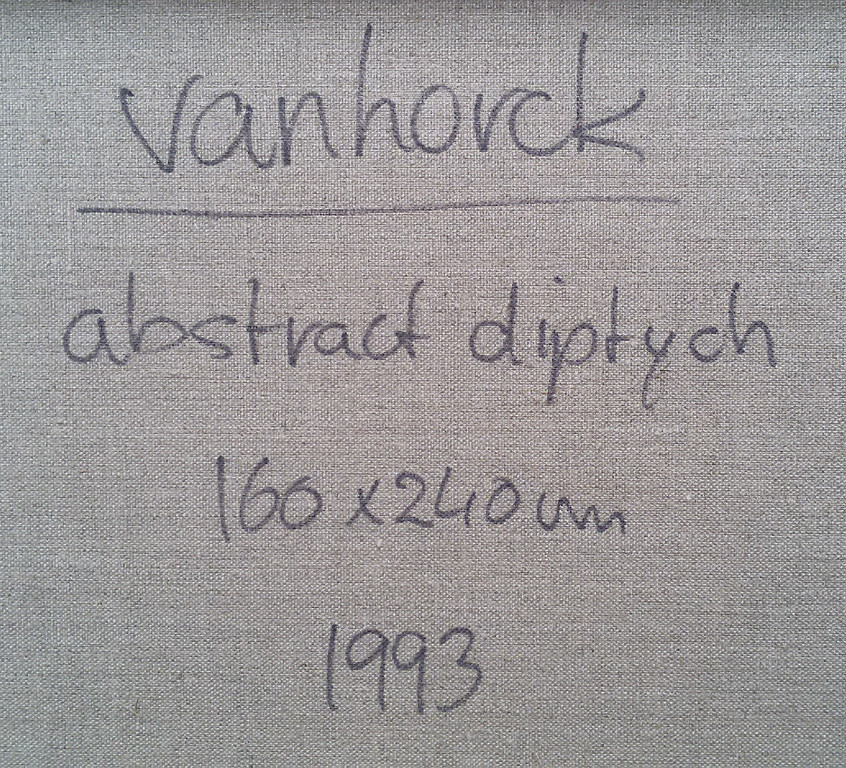 vanhorck
abstract diptych
160 x 240 cm
1993